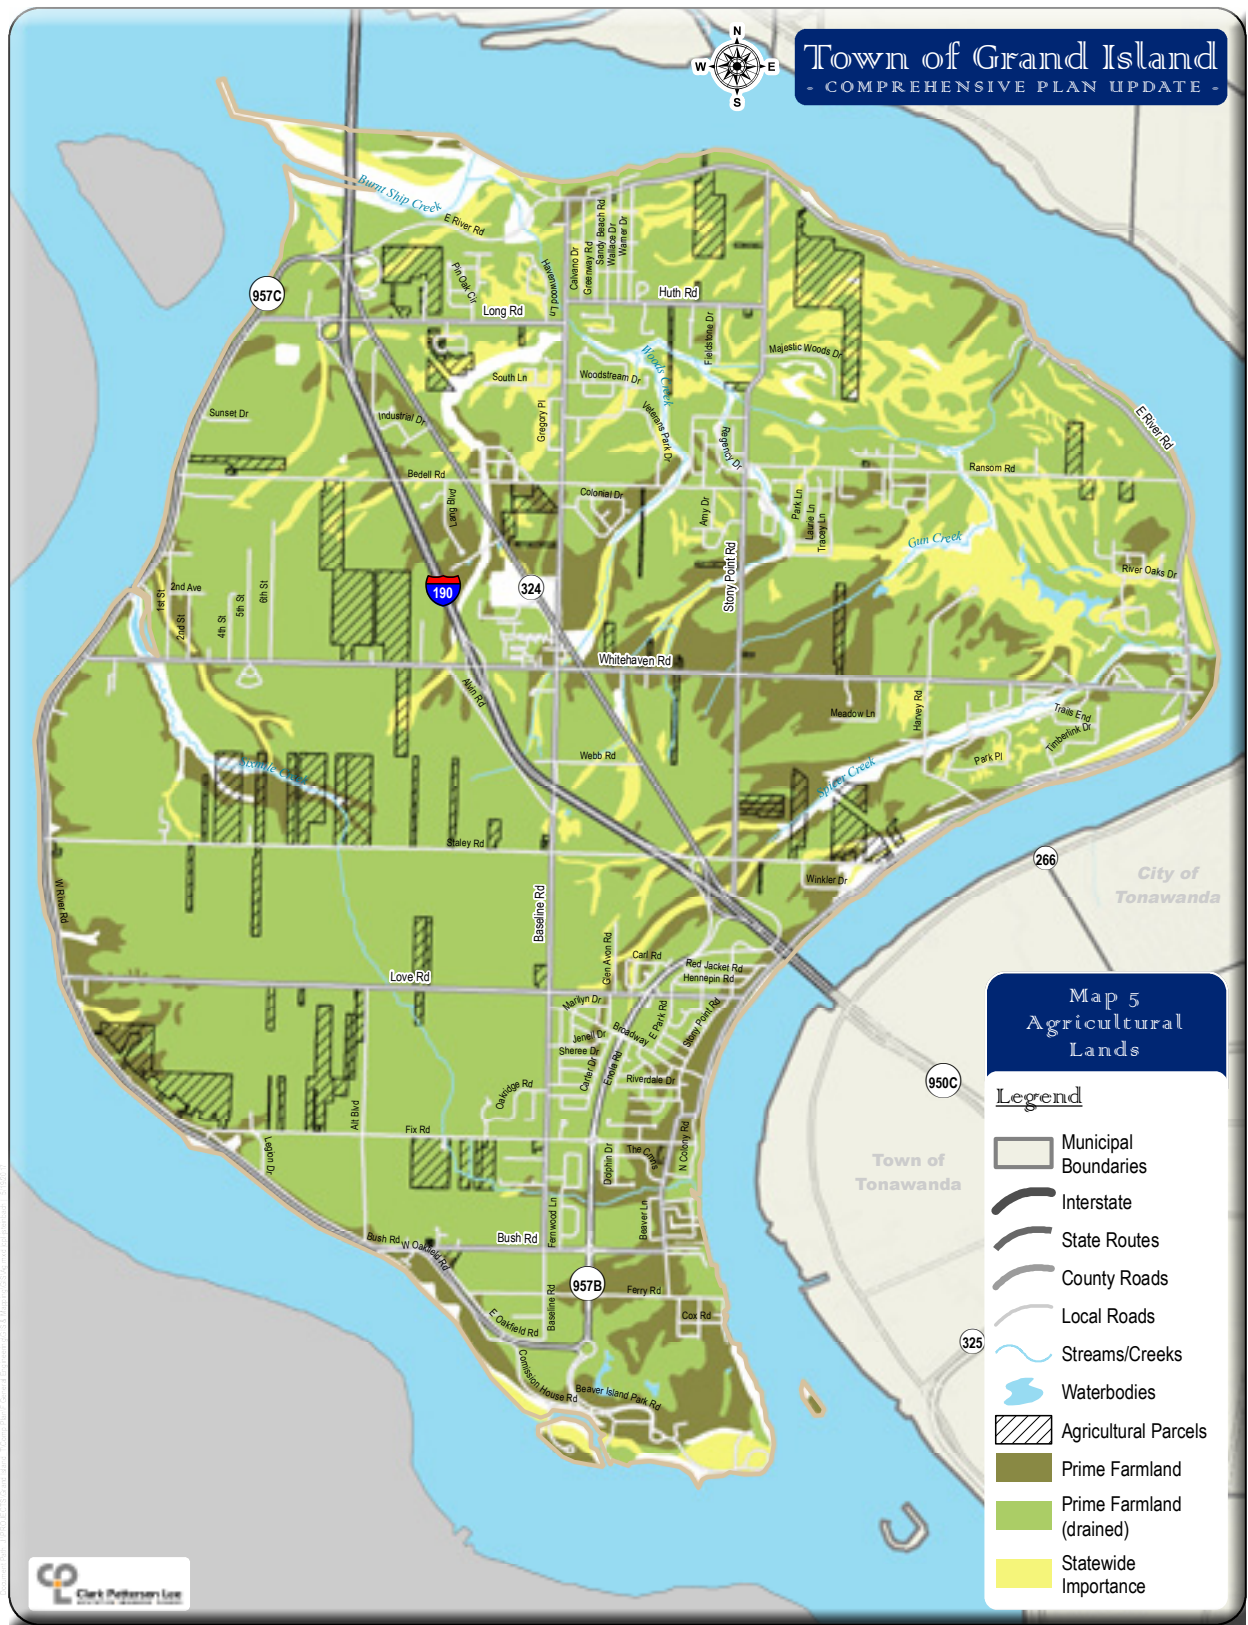 N
W E
S
Town of Grand Island
- COMPREHENSIVE PLAN UPDATE -
Burnt Ship Creek
E River Rd
Sandy Beach Rd
Wallace Dr
Warner Dr
Calvano Dr
Greenway Rd
Havenwood Ln
Pin Oak Cir
957C
Huth Rd
Long Rd
Fieldstone Dr
Majestic Woods Dr
Woods Creek
South Ln
Woodstream Dr
Gregory Pl
Veterans Park Dr
Regency Dr
Sunset Dr
Industrial Dr
E River Rd
Bedell Rd
Ransom Rd
Lang Blvd
Colonial Dr
Amy Dr
Park Ln
Laurie Ln
Tracey Ln
Gun Creek
River Oaks Dr
Stony Point Rd
190
324
2nd Ave
1st St
2nd St
4th St
5th St
6th St
Whitehaven Rd
Alvin Rd
Meadow Ln
Harvey Rd
Trails End
Timberlink Dr
Park Pl
Webb Rd
Spicer Creek
Sixmile Creek
Staley Rd
Winkler Dr
266
City of
Tonawanda
W River Rd
Baseline Rd
Glen Avon Rd
Carl Rd
Red Jacket Rd
Hennepin Rd
Love Rd
Marilyn Dr
Jenell Dr
Sheree Dr
Broadway
E Park Rd
Stony Point Rd
Carter Dr
Enola Rd
Riverdale Dr
Oakridge Rd
Alt Blvd
Fix Rd
Legion Dr
Dolphin Dr
The Cmns
N Colony Rd
950C
Town of
Tonawanda
Fernwood Ln
Beaver Ln
Bush Rd
Bush Rd
W Oakfield Rd
957B
Ferry Rd
Cox Rd
Baseline Rd
E Oakfield Rd
325
Comission House Rd
Beaver Island Park Rd
Map 5
Agricultural
Lands
Legend
Municipal
Boundaries
Interstate
State Routes
County Roads
Local Roads
Streams/Creeks
Waterbodies
Agricultural Parcels
Prime Farmland
Prime Farmland
(drained)
Statewide
Importance
Clark Patterson Lee